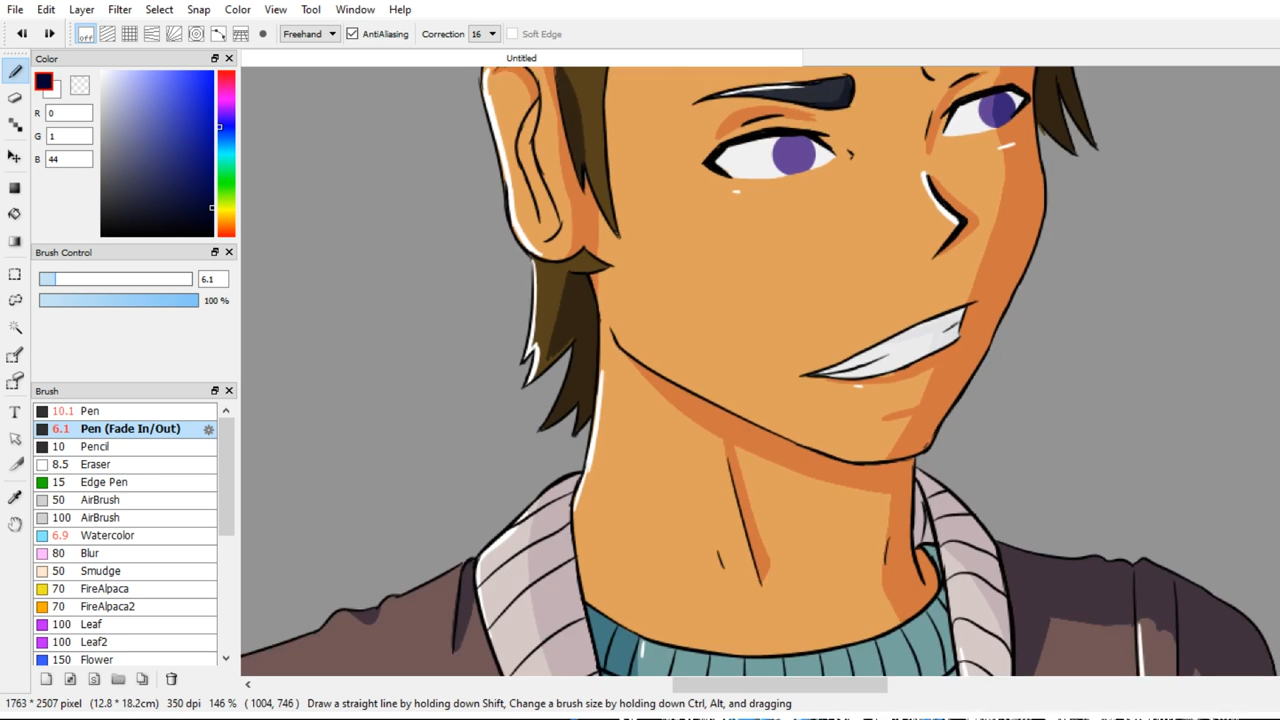 File Edit Layer Filter Select Snap Color View Tool Window Help
off Freehand AntiAliasing Correction 16 Soft Edge
Color
Untitled
R 0
G 1
B 44
Brush Control
6.1
100 %
Brush
10.1 Pen
6.1 Pen (Fade In/Out)
10 Pencil
8.5 Eraser
15 Edge Pen
50 AirBrush
100 AirBrush
6.9 Watercolor
80 Blur
50 Smudge
70 FireAlpaca
70 FireAlpaca2
100 Leaf
100 Leaf2
150 Flower
1763 * 2507 pixel (12.8 * 18.2cm) 350 dpi 146 % ( 1004, 746 ) Draw a straight line by holding down Shift, Change a brush size by holding down Ctrl, Alt, and dragging